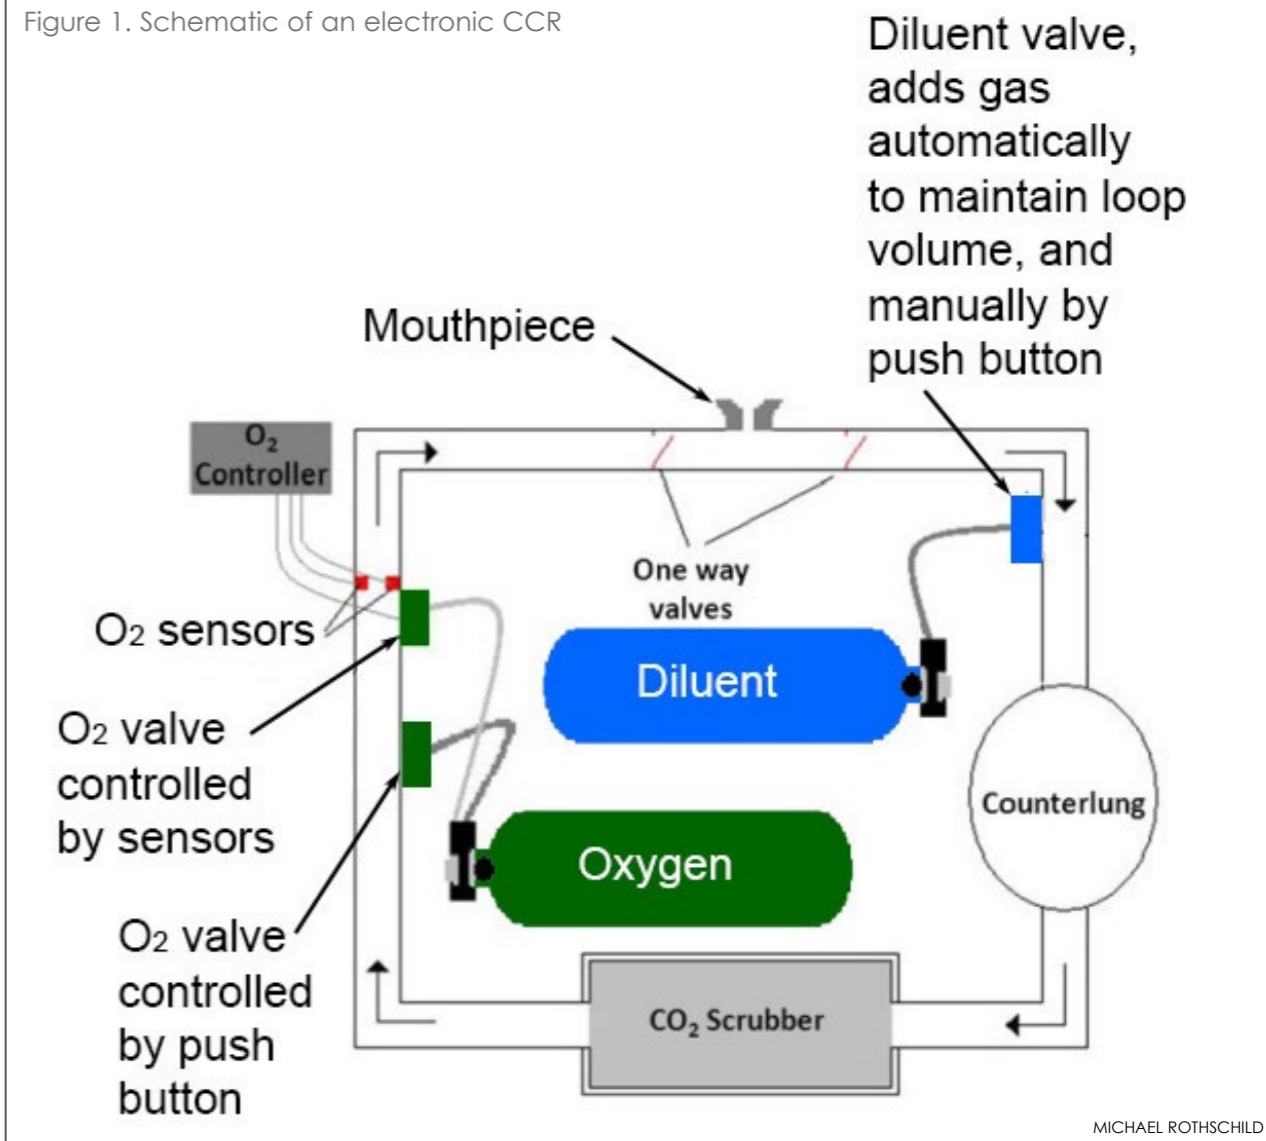 Figure 1. Schematic of an electronic CCR
Diluent valve,
adds gas
automatically
to maintain loop
volume, and
manually by
push button
Mouthpiece
O₂
Controller
One way
valves
O₂ sensors
Diluent
O₂ valve
controlled
by sensors
Counterlung
Oxygen
O₂ valve
controlled
by push
button
CO₂ Scrubber
MICHAEL ROTHSCHILD